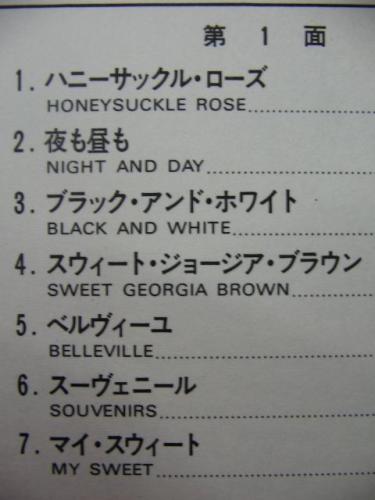 第 1 面
1. ハニーサックル・ローズ
HONEYSUCKLE ROSE
2. 夜も昼も
NIGHT AND DAY
3. ブラック・アンド・ホワイト
BLACK AND WHITE
4. スウィート・ジョージア・ブラウン
SWEET GEORGIA BROWN
5. ベルヴィーユ
BELLEVILLE
6. スーヴェニール
SOUVENIRS
7. マイ・スウィート
MY SWEET